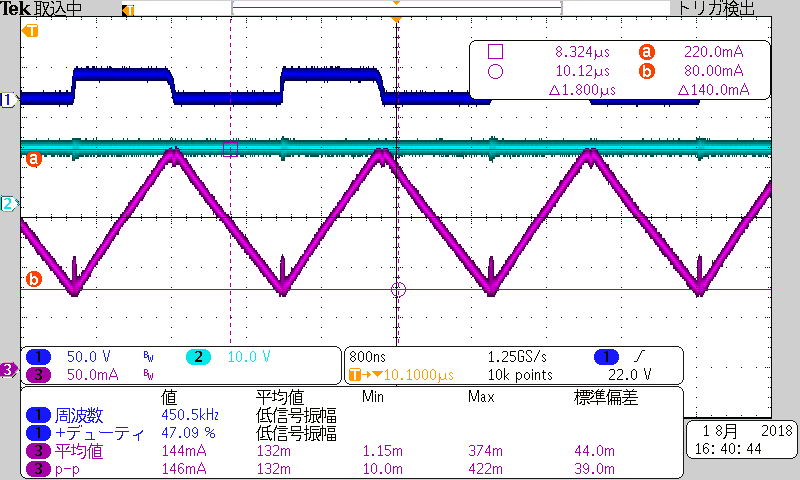 Tek 取込中 T トリガ検出
T
8.324μs a 220.0mA
10.12μs b 80.00mA
Δ1.800μs Δ140.0mA
1
a
2
b
3
1 50.0 V BW 2 10.0 V
3 50.0mA BW
800ns 1.25GS/s 1 22.0 V
T→▼10.1000μs 10k points
値 平均値 Min Max 標準偏差
1 周波数 450.5kHz 低信号振幅
1 +デューティ 47.09 % 低信号振幅
3 平均値 144mA 132m 1.15m 374m 44.0m
3 p-p 146mA 132m 10.0m 422m 39.0m
1 8月 2018
16:40:44